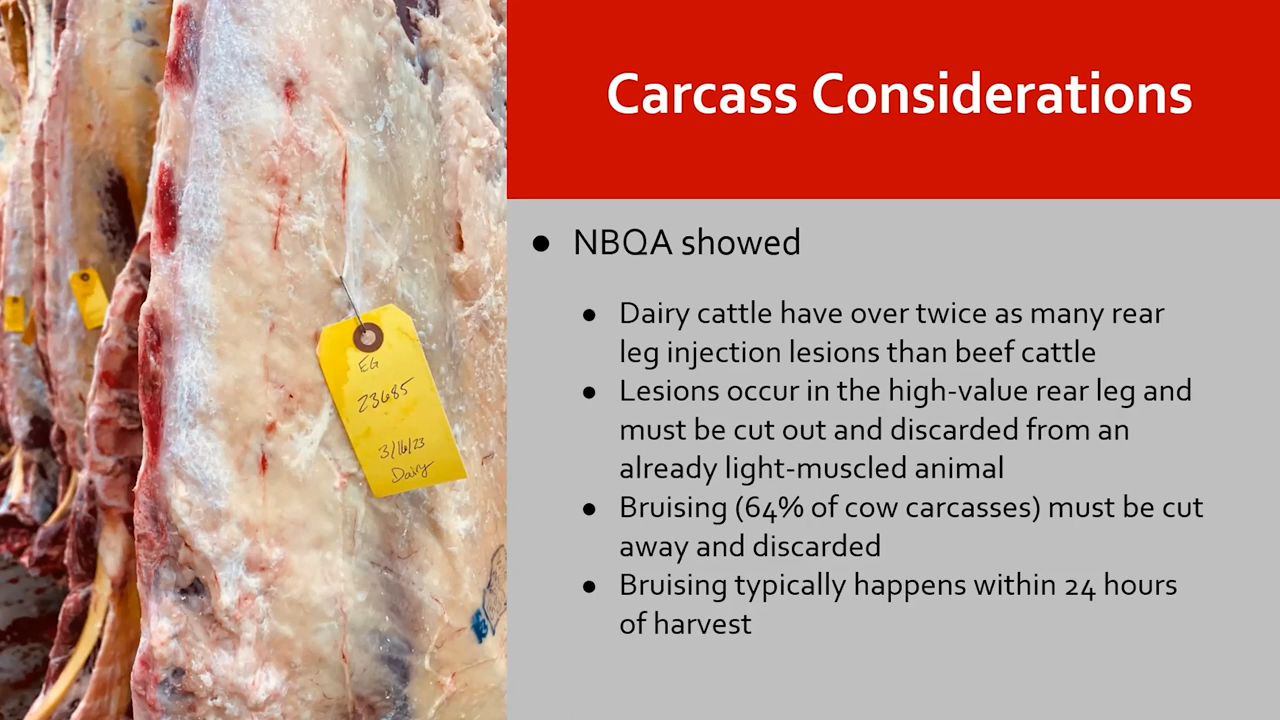 Carcass Considerations
● NBQA showed
● Dairy cattle have over twice as many rear
leg injection lesions than beef cattle
● Lesions occur in the high-value rear leg and
must be cut out and discarded from an
already light-muscled animal
● Bruising (64% of cow carcasses) must be cut
away and discarded
● Bruising typically happens within 24 hours
of harvest
EG
23685
3/16/23
Dairy